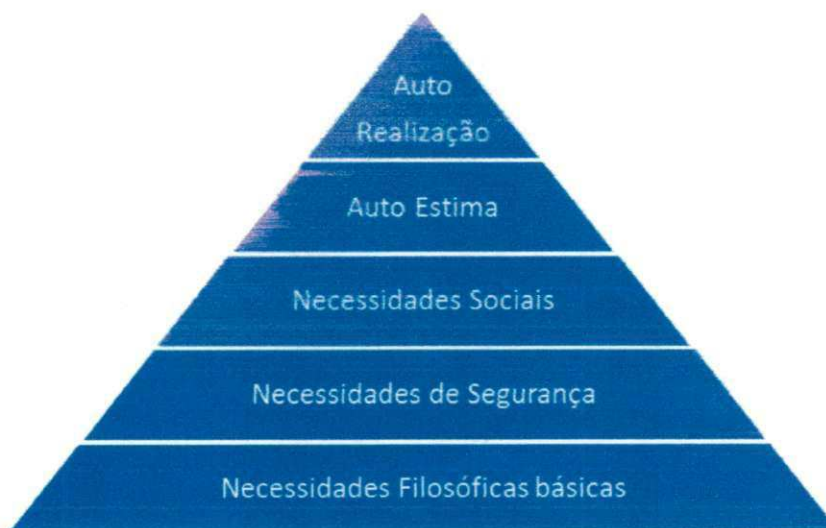 Auto
Realização
Auto Estima
Necessidades Sociais
Necessidades de Segurança
Necessidades Filosóficas básicas